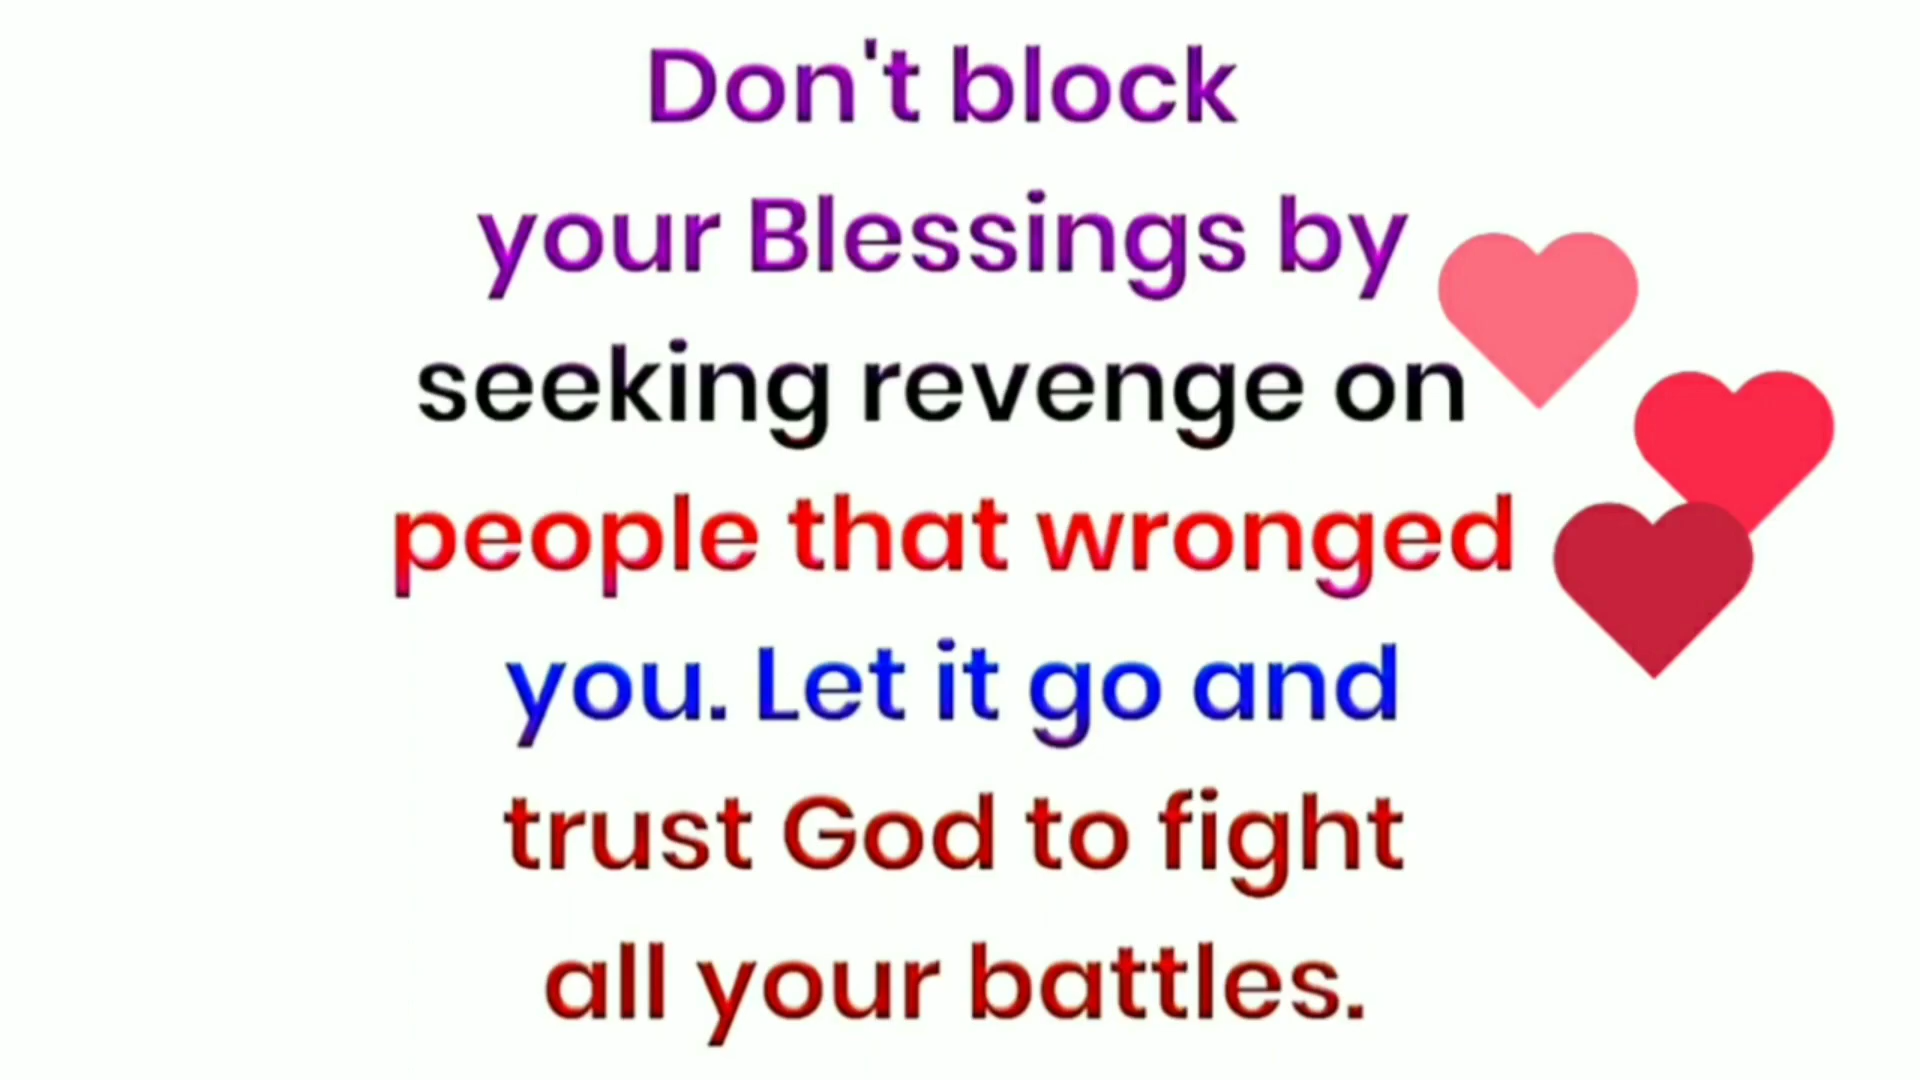 Don't block
your Blessings by
seeking revenge on
people that wronged
you. Let it go and
trust God to fight
all your battles.